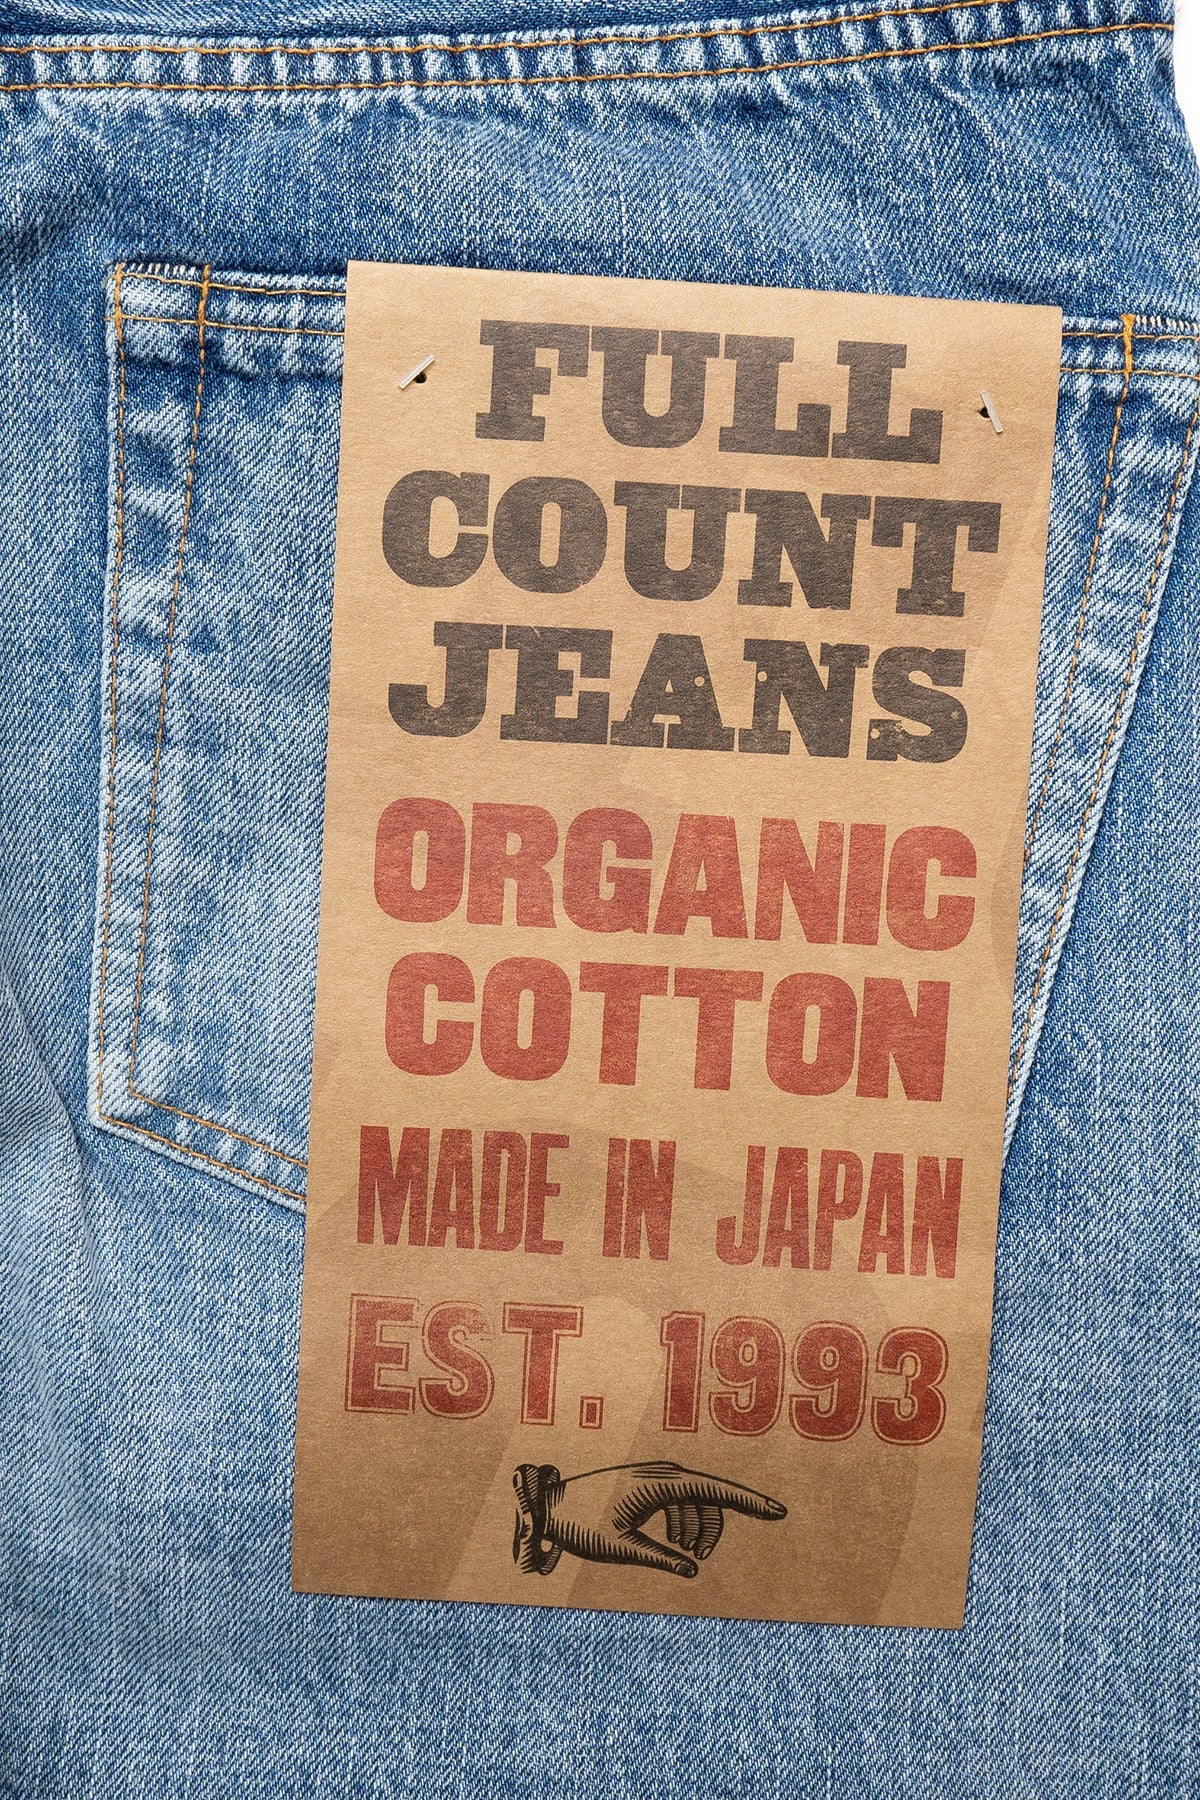 FULL
COUNT
JEANS
ORGANIC
COTTON
MADE IN JAPAN
EST. 1993